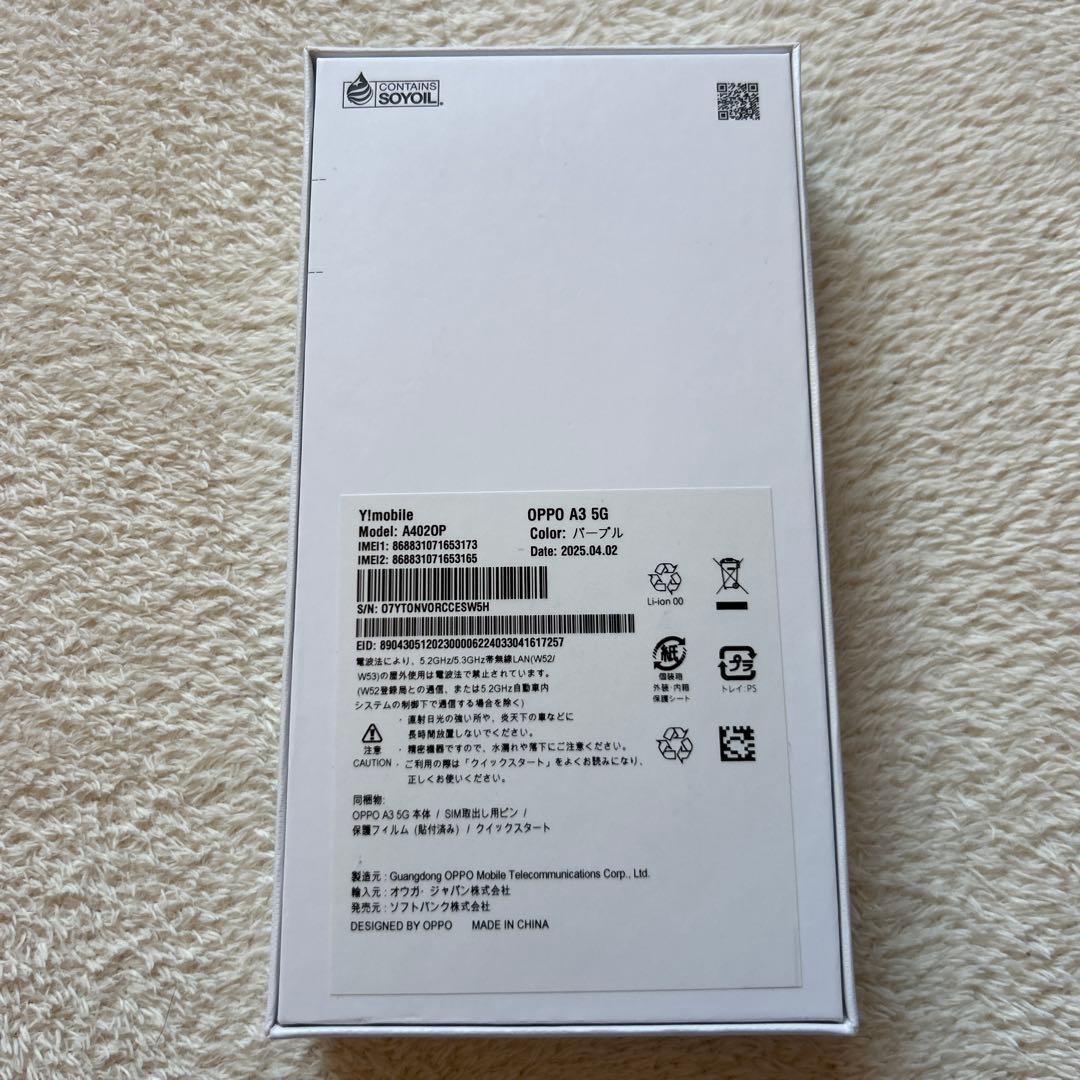 CONTAINS
SOYOIL®
Y!mobile
OPPO A3 5G
Model: A402OP
Color: パープル
IMEI1: 868831071653173
Date: 2025.04.02
IMEI2: 868831071653165
S/N: 07YTONVORCCESW5H
EID: 89043051202300006224033041617257
電波法により、5.2GHz/5.3GHz帯無線LAN(W52/
W53)の屋外使用は電波法で禁止されています。
(W52登録局との通信、または5.2GHz自動車内
システムの制御下で通信する場合を除く)
・直射日光の強い所や、炎天下の車などに
長時間放置しないでください。
注意
・精密機器ですので、水濡れや落下にご注意ください。
CAUTION
・ご利用の際は「クイックスタート」をよくお読みになり、
正しくお使いください。
同梱物:
OPPO A3 5G 本体 / SIM取出し用ピン /
保護フィルム (貼付済み) / クイックスタート
製造元 : Guangdong OPPO Mobile Telecommunications Corp., Ltd.
輸入元 : オウガ・ジャパン株式会社
発売元 : ソフトバンク株式会社
DESIGNED BY OPPO MADE IN CHINA
Li-ion 00
紙
個装箱
外装・内箱
保護シート
プラ
トレイ:PS